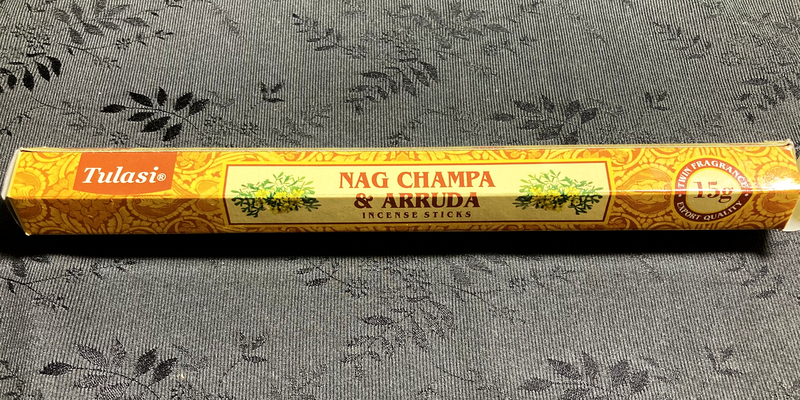 Tulasi®
NAG CHAMPA
& ARRUDA
INCENSE STICKS
TWIN FRAGRANCE
15g
EXPORT QUALITY